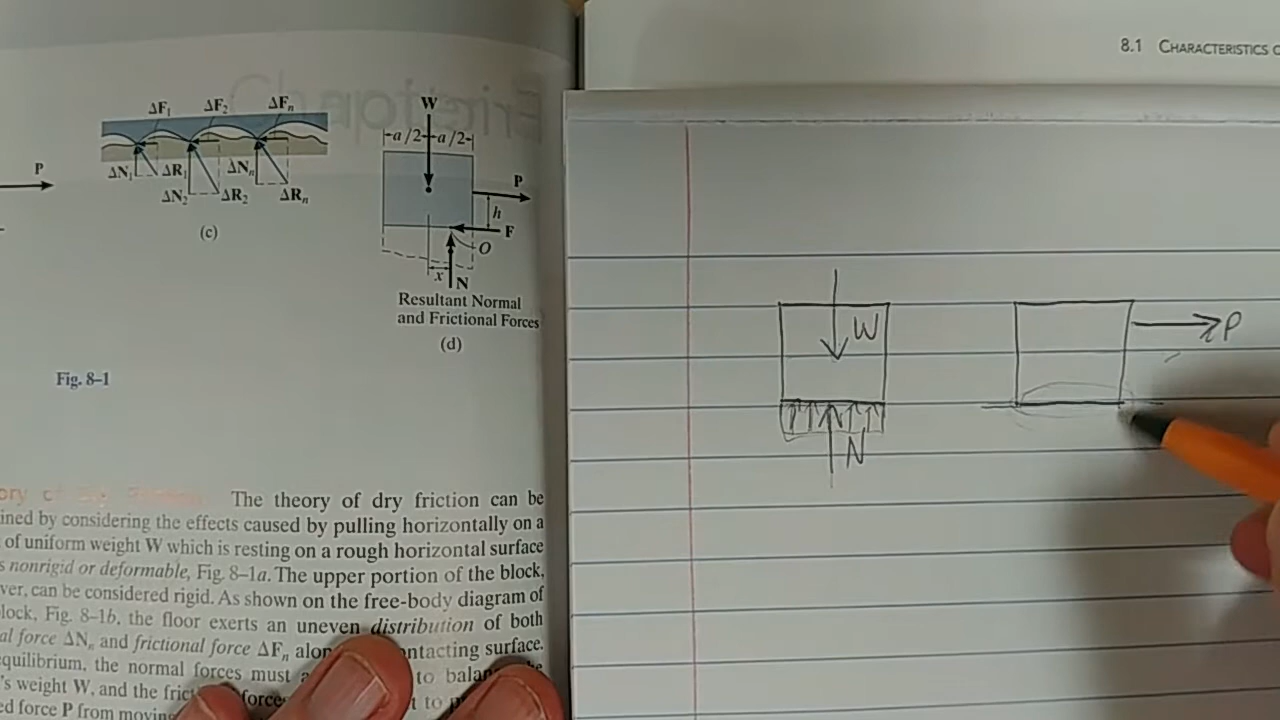 8.1 CHARACTERISTICS
ΔF₁ ΔF₂ ΔFₙ
ΔN₁ ΔR₁ ΔNₙ
ΔN₂ ΔR₂ ΔRₙ
(c)
P
W
a/2 a/2
P
h
F
O
x
N
Resultant Normal
and Frictional Forces
(d)
Fig. 8–1
The theory of dry friction can be
ined by considering the effects caused by pulling horizontally on a
of uniform weight W which is resting on a rough horizontal surface
s nonrigid or deformable, Fig. 8–1a. The upper portion of the block,
ver, can be considered rigid. As shown on the free-body diagram of
lock, Fig. 8–1b, the floor exerts an uneven distribution of both
al force ΔNₙ and frictional force ΔFₙ ntacting surface.
equilibrium, the normal forces must to
's weight W, and the
ed force P from
W
N
P